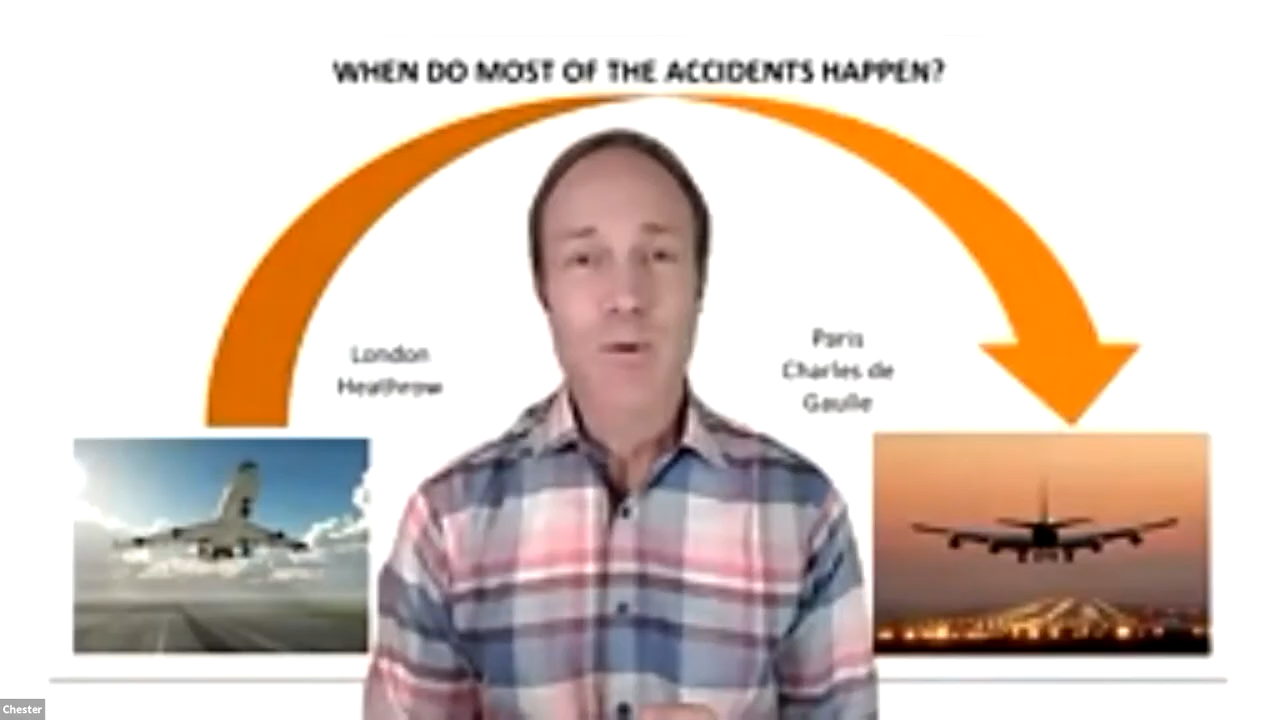 WHEN DO MOST OF THE ACCIDENTS HAPPEN?
London
Heathrow
Paris
Charles de
Gaulle
Chester